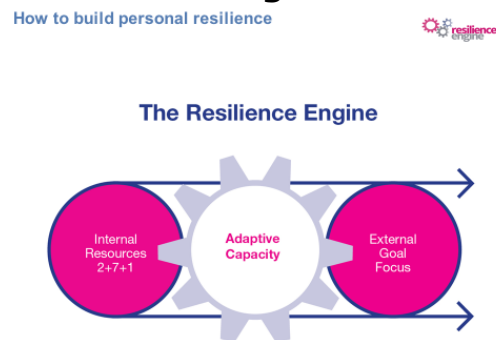 How to build personal resilience
resilience
engine
The Resilience Engine
Internal
Resources
2+7+1
Adaptive
Capacity
External
Goal
Focus